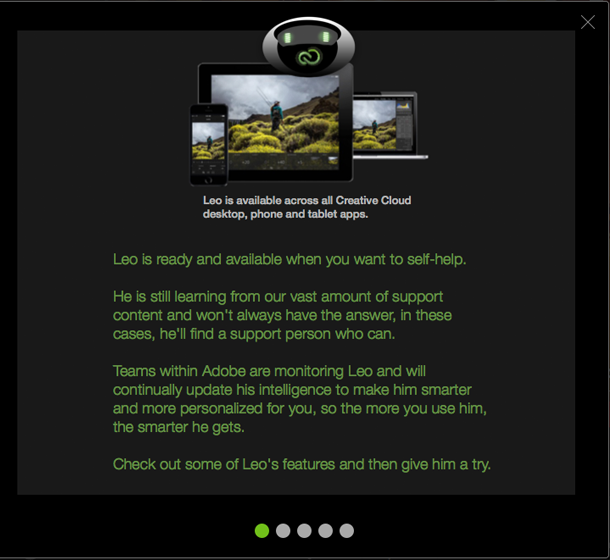 Leo is available across all Creative Cloud
desktop, phone and tablet apps.
Leo is ready and available when you want to self-help.
He is still learning from our vast amount of support
content and won't always have the answer, in these
cases, he'll find a support person who can.
Teams within Adobe are monitoring Leo and will
continually update his intelligence to make him smarter
and more personalized for you, so the more you use him,
the smarter he gets.
Check out some of Leo's features and then give him a try.